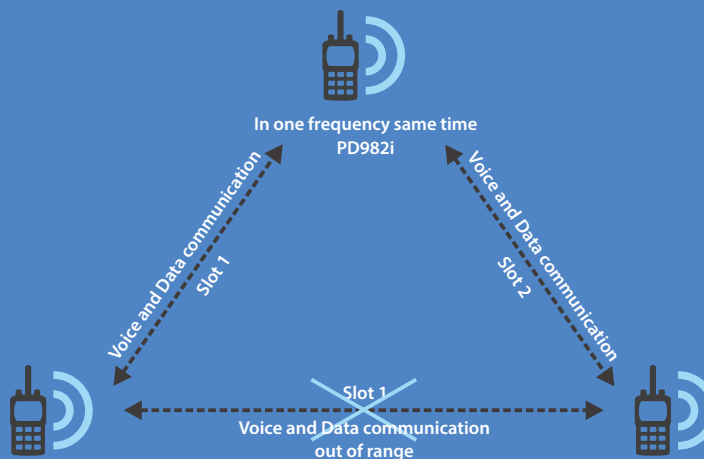 In one frequency same time
PD982i
Voice and Data communication
Slot 1
Voice and Data communication
Slot 2
Slot 1
Voice and Data communication
out of range